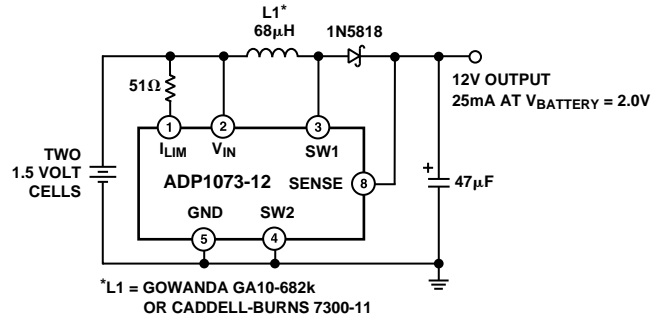 L1*
68µH
1N5818
51Ω
12V OUTPUT
25mA AT VBATTERY = 2.0V
1
2
3
ILIM
VIN
SW1
TWO
1.5 VOLT
CELLS
ADP1073-12
SENSE
8
+
47µF
GND
SW2
5
4
*L1 = GOWANDA GA10-682k
OR CADDELL-BURNS 7300-11